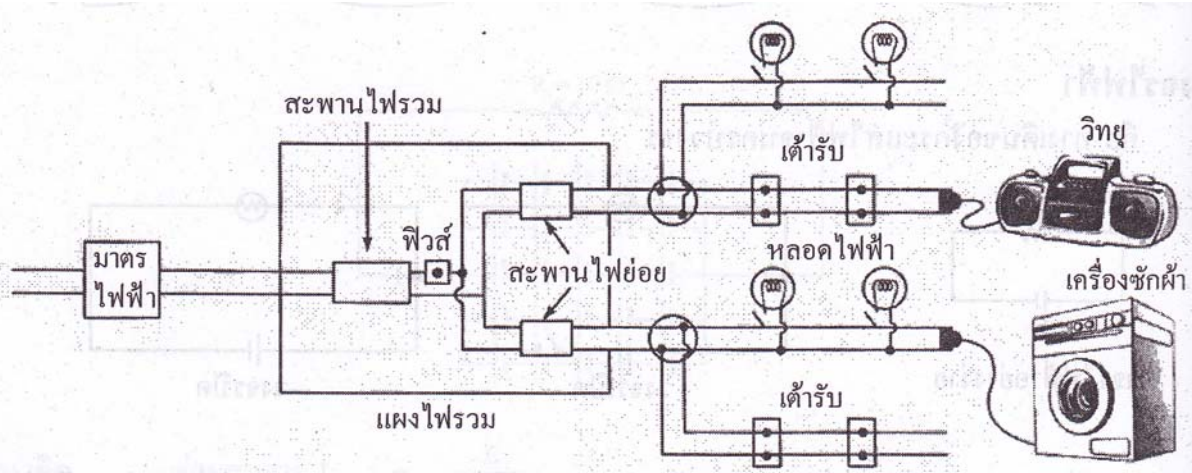 สะพานไฟรวม
วิทยุ
เต้ารับ
ฟิวส์
มาตร
ไฟฟ้า
สะพานไฟย่อย
หลอดไฟฟ้า
เครื่องซักผ้า
เต้ารับ
แผงไฟรวม